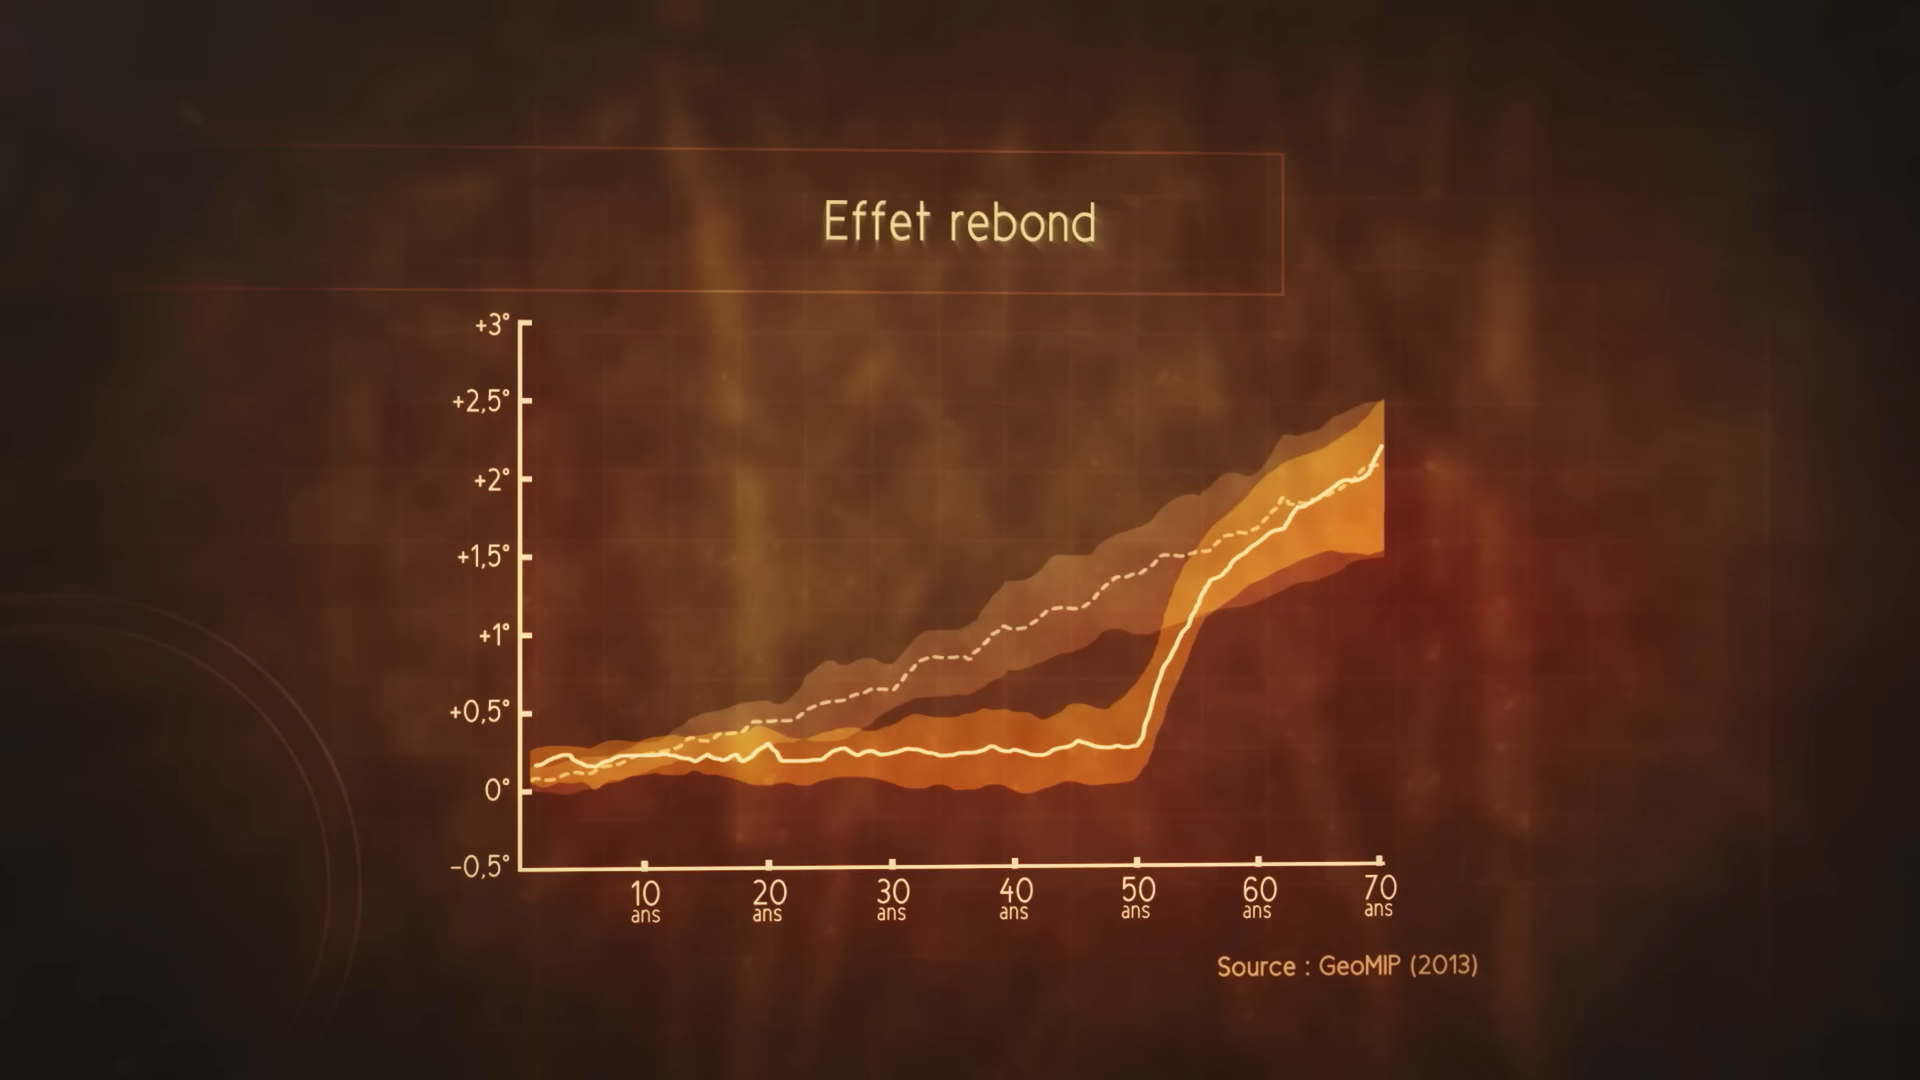 Effet rebond
+3°
+2,5°
+2°
+1,5°
+1°
+0,5°
0°
-0,5°
10 20 30 40 50 60 70
ans ans ans ans ans ans ans
Source : GeoMIP (2013)